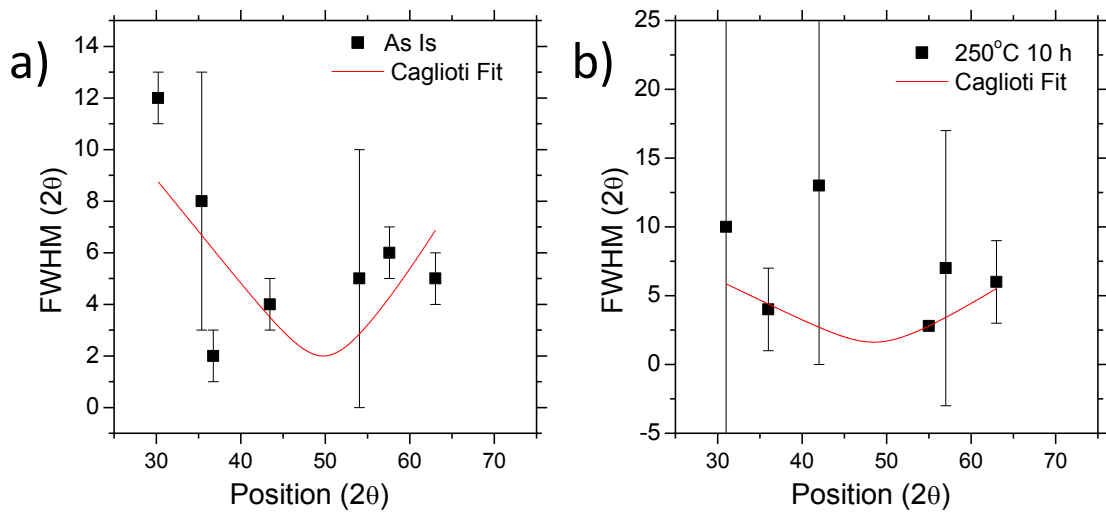 a)
As Is
Caglioti Fit
14
12
10
8
6
4
2
0
FWHM (2θ)
30 40 50 60 70
Position (2θ)
b)
250°C 10 h
Caglioti Fit
25
20
15
10
5
0
-5
FWHM (2θ)
30 40 50 60 70
Position (2θ)